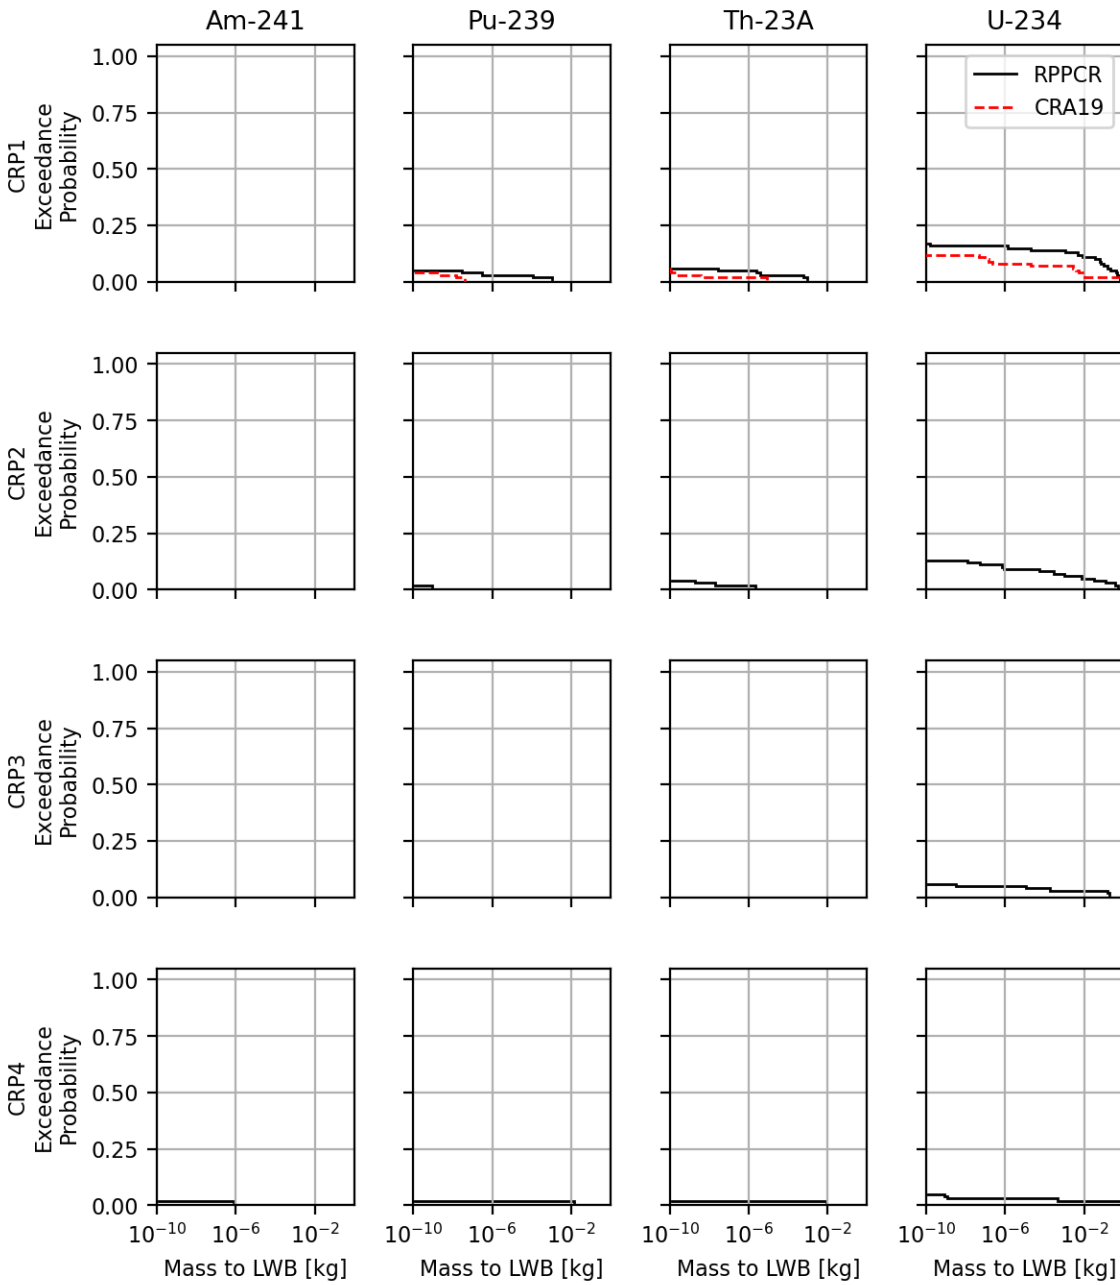 Am-241 Pu-239 Th-23A U-234
CRP1
Exceedance
Probability
1.00
0.75
0.50
0.25
0.00
RPPCR
CRA19
CRP2
Exceedance
Probability
1.00
0.75
0.50
0.25
0.00
CRP3
Exceedance
Probability
1.00
0.75
0.50
0.25
0.00
CRP4
Exceedance
Probability
1.00
0.75
0.50
0.25
0.00
10⁻¹⁰ 10⁻⁶ 10⁻² 10⁻¹⁰ 10⁻⁶ 10⁻² 10⁻¹⁰ 10⁻⁶ 10⁻² 10⁻¹⁰ 10⁻⁶ 10⁻²
Mass to LWB [kg] Mass to LWB [kg] Mass to LWB [kg] Mass to LWB [kg]